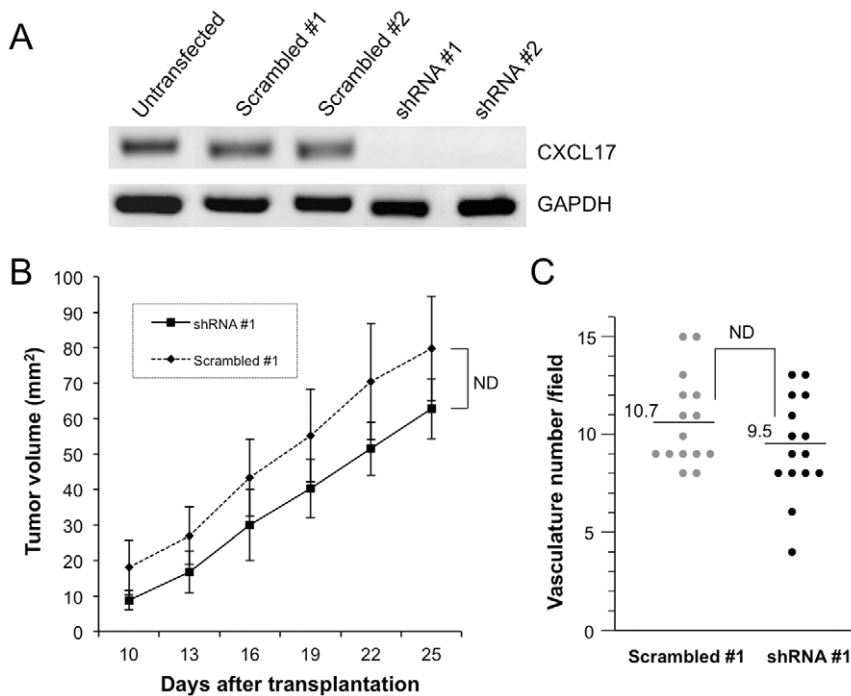 A
Untransfected
Scrambled #1
Scrambled #2
shRNA #1
shRNA #2
CXCL17
GAPDH
B
Tumor volume (mm²)
100
90
80
70
60
50
40
30
20
10
0
shRNA #1
Scrambled #1
ND
10 13 16 19 22 25
Days after transplantation
C
Vasculature number /field
15
10
5
0
ND
10.7
9.5
Scrambled #1 shRNA #1